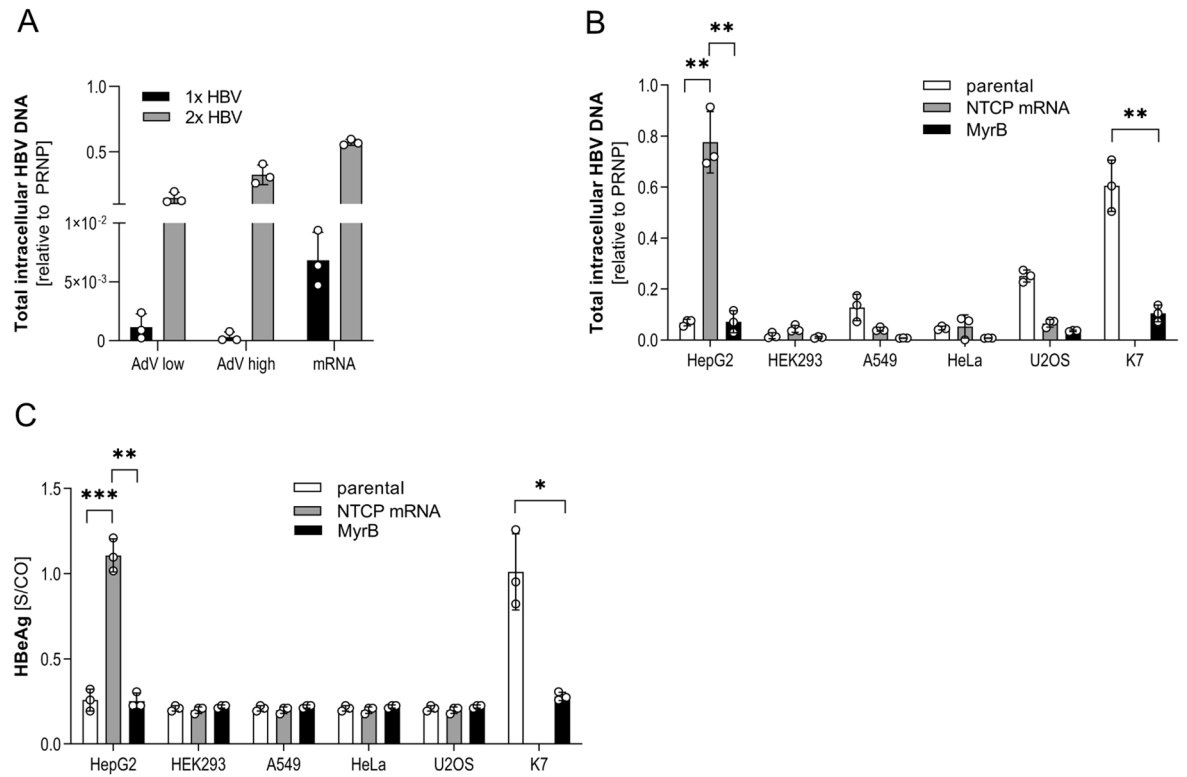 A
Total intracellular HBV DNA
[relative to PRNP]
1.0
0.5
1×10⁻²
5×10⁻³
0
1x HBV
2x HBV
AdV low
AdV high
mRNA
B
Total intracellular HBV DNA
[relative to PRNP]
1.0
0.8
0.6
0.4
0.2
0.0
**
**
**
parental
NTCP mRNA
MyrB
HepG2
HEK293
A549
HeLa
U2OS
K7
C
HBeAg [S/CO]
1.5
1.0
0.5
0.0
**
***
*
parental
NTCP mRNA
MyrB
HepG2
HEK293
A549
HeLa
U2OS
K7